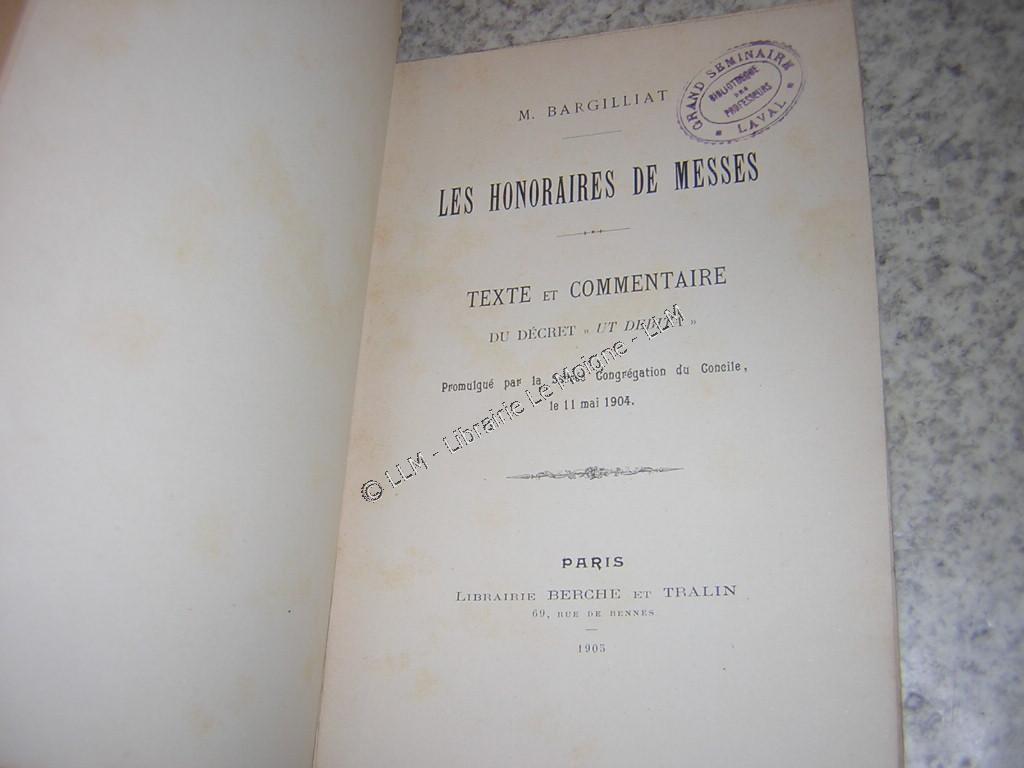 M. BARGILLIAT
GRAND SEMINAIRE
BIBLIOTHEQUE
DES
PROFESSEURS
LAVAL
LES HONORAIRES DE MESSES
TEXTE ET COMMENTAIRE
DU DÉCRET « UT DEBITA »
Promulgué par la Congrégation du Concile,
le 11 mai 1904.
© LLM - Librairie Le Moigne - LLM
PARIS
LIBRAIRIE BERCHE ET TRALIN
69, RUE DE RENNES
1905